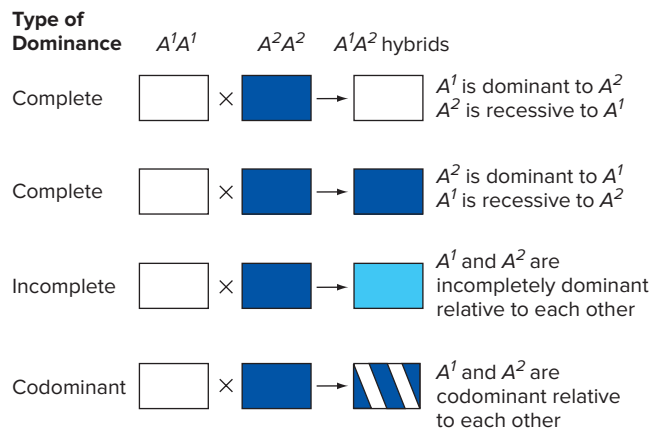 Type of
Dominance A¹A¹ A²A² A¹A² hybrids
Complete × → A¹ is dominant to A²
A² is recessive to A¹
Complete × → A² is dominant to A¹
A¹ is recessive to A²
Incomplete × → A¹ and A² are
incompletely dominant
relative to each other
Codominant × → A¹ and A² are
codominant relative
to each other